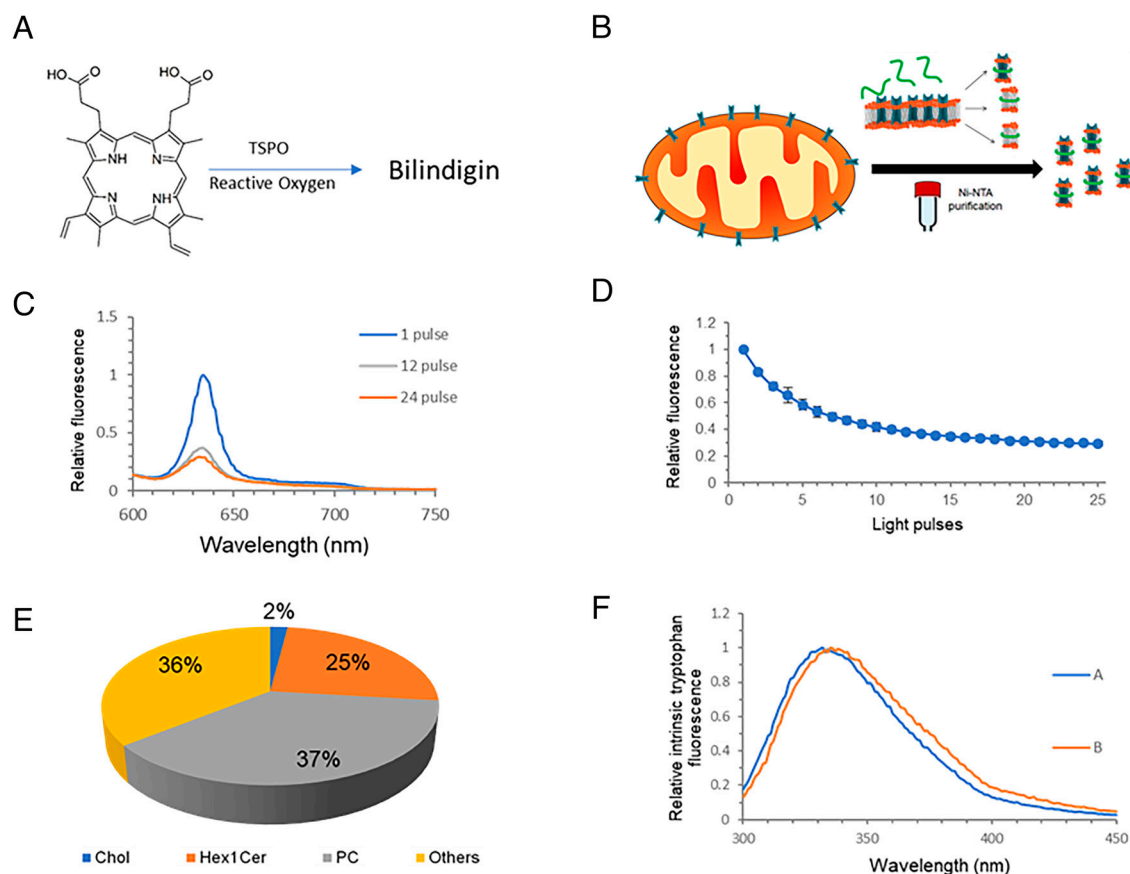 A
HO
O
HO
O
NH
N
N
HN
TSPO
Reactive Oxygen
Bilindigin
B
Ni-NTA
purification
C
Relative fluorescence
1.5
1
0.5
0
600
650
700
750
Wavelength (nm)
1 pulse
12 pulse
24 pulse
D
Relative fluorescence
1.2
1
0.8
0.6
0.4
0.2
0
0
5
10
15
20
25
Light pulses
E
2%
25%
37%
36%
Chol
Hex1Cer
PC
Others
F
Relative intrinsic tryptophan
fluorescence
1.2
1
0.8
0.6
0.4
0.2
0
300
350
400
450
Wavelength (nm)
A
B